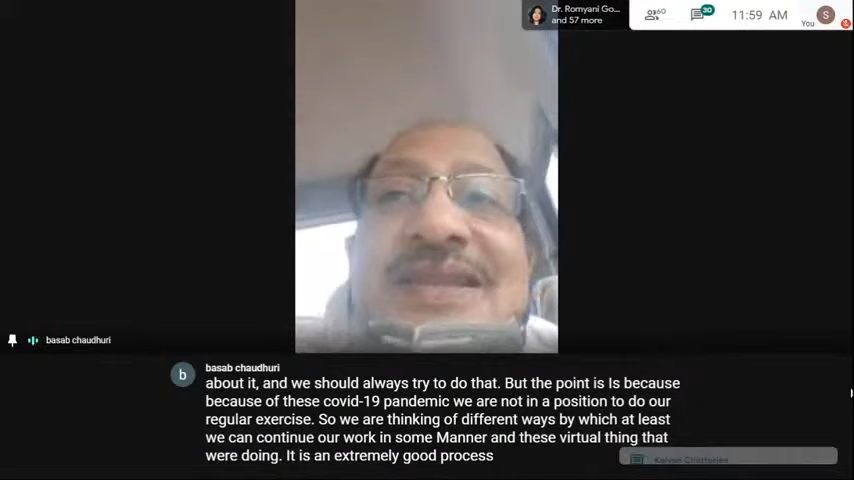 Dr. Romyani Go...
and 57 more
60
30
11:59 AM
You
S
basab chaudhuri
b
basab chaudhuri
about it, and we should always try to do that. But the point is Is because
because of these covid-19 pandemic we are not in a position to do our
regular exercise. So we are thinking of different ways by which at least
we can continue our work in some Manner and these virtual thing that
were doing. It is an extremely good process
Kalyan Chatterjee